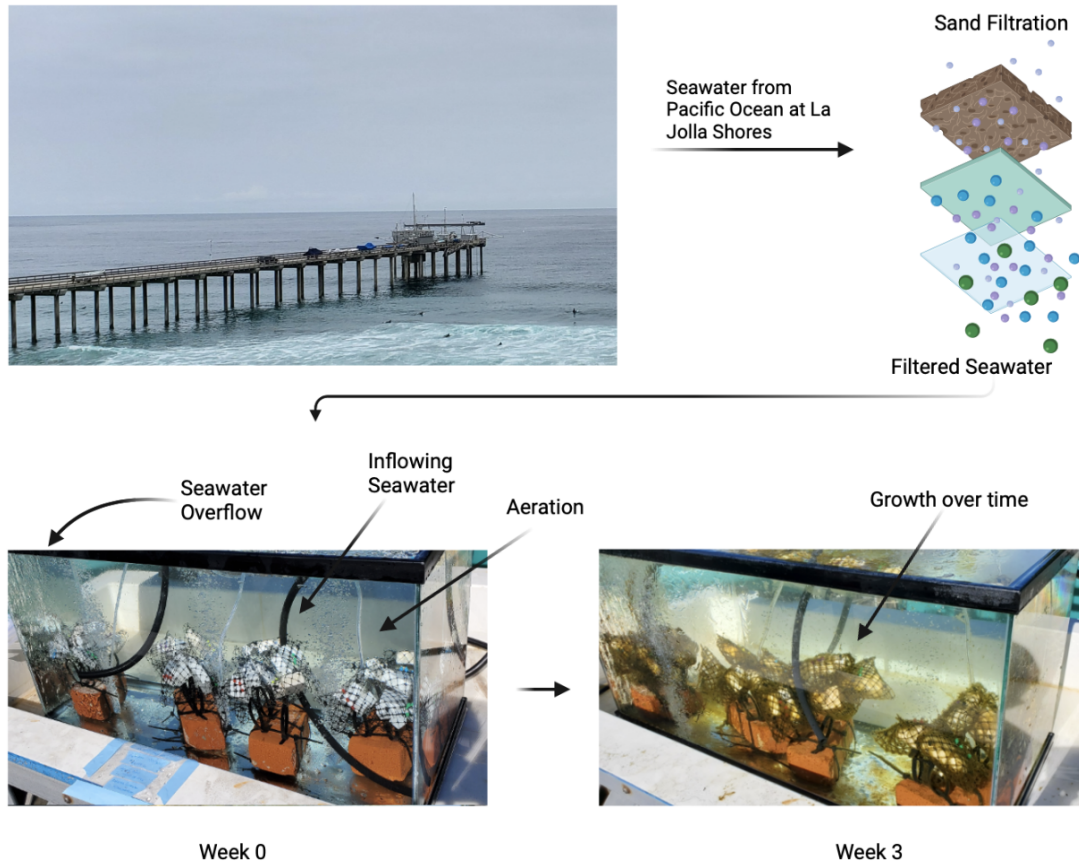 Sand Filtration
Seawater from
Pacific Ocean at La
Jolla Shores
Filtered Seawater
Seawater
Overflow
Inflowing
Seawater
Aeration
Growth over time
Week 0
Week 3